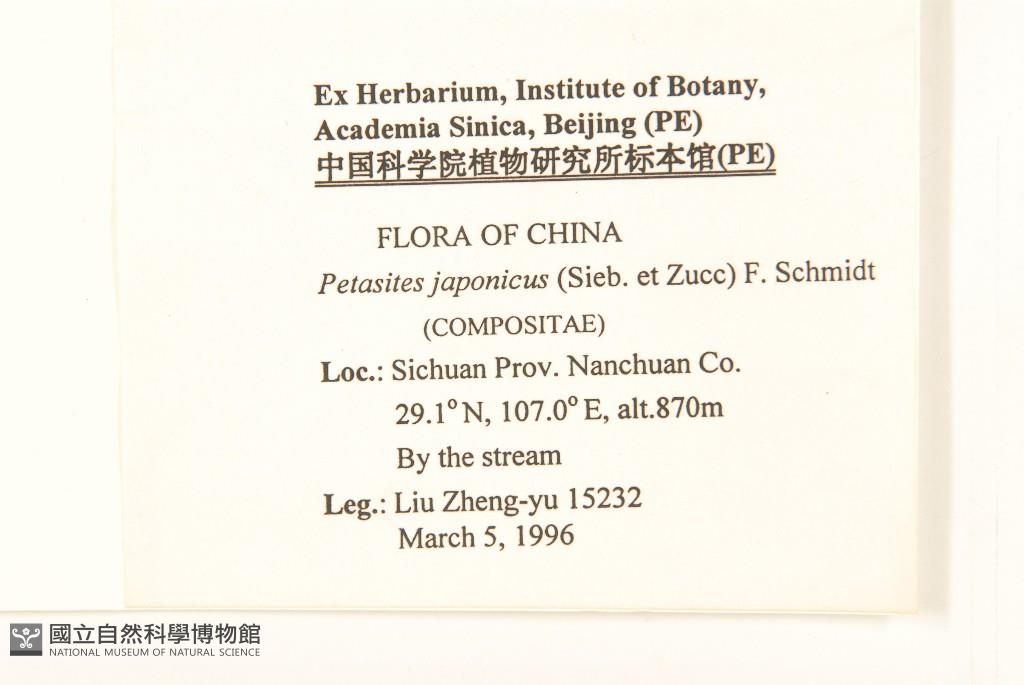 Ex Herbarium, Institute of Botany,
Academia Sinica, Beijing (PE)
中国科学院植物研究所标本馆(PE)
FLORA OF CHINA
Petasites japonicus (Sieb. et Zucc) F. Schmidt
(COMPOSITAE)
Loc.: Sichuan Prov. Nanchuan Co.
29.1° N, 107.0° E, alt.870m
By the stream
Leg.: Liu Zheng-yu 15232
March 5, 1996
國立自然科學博物館
NATIONAL MUSEUM OF NATURAL SCIENCE